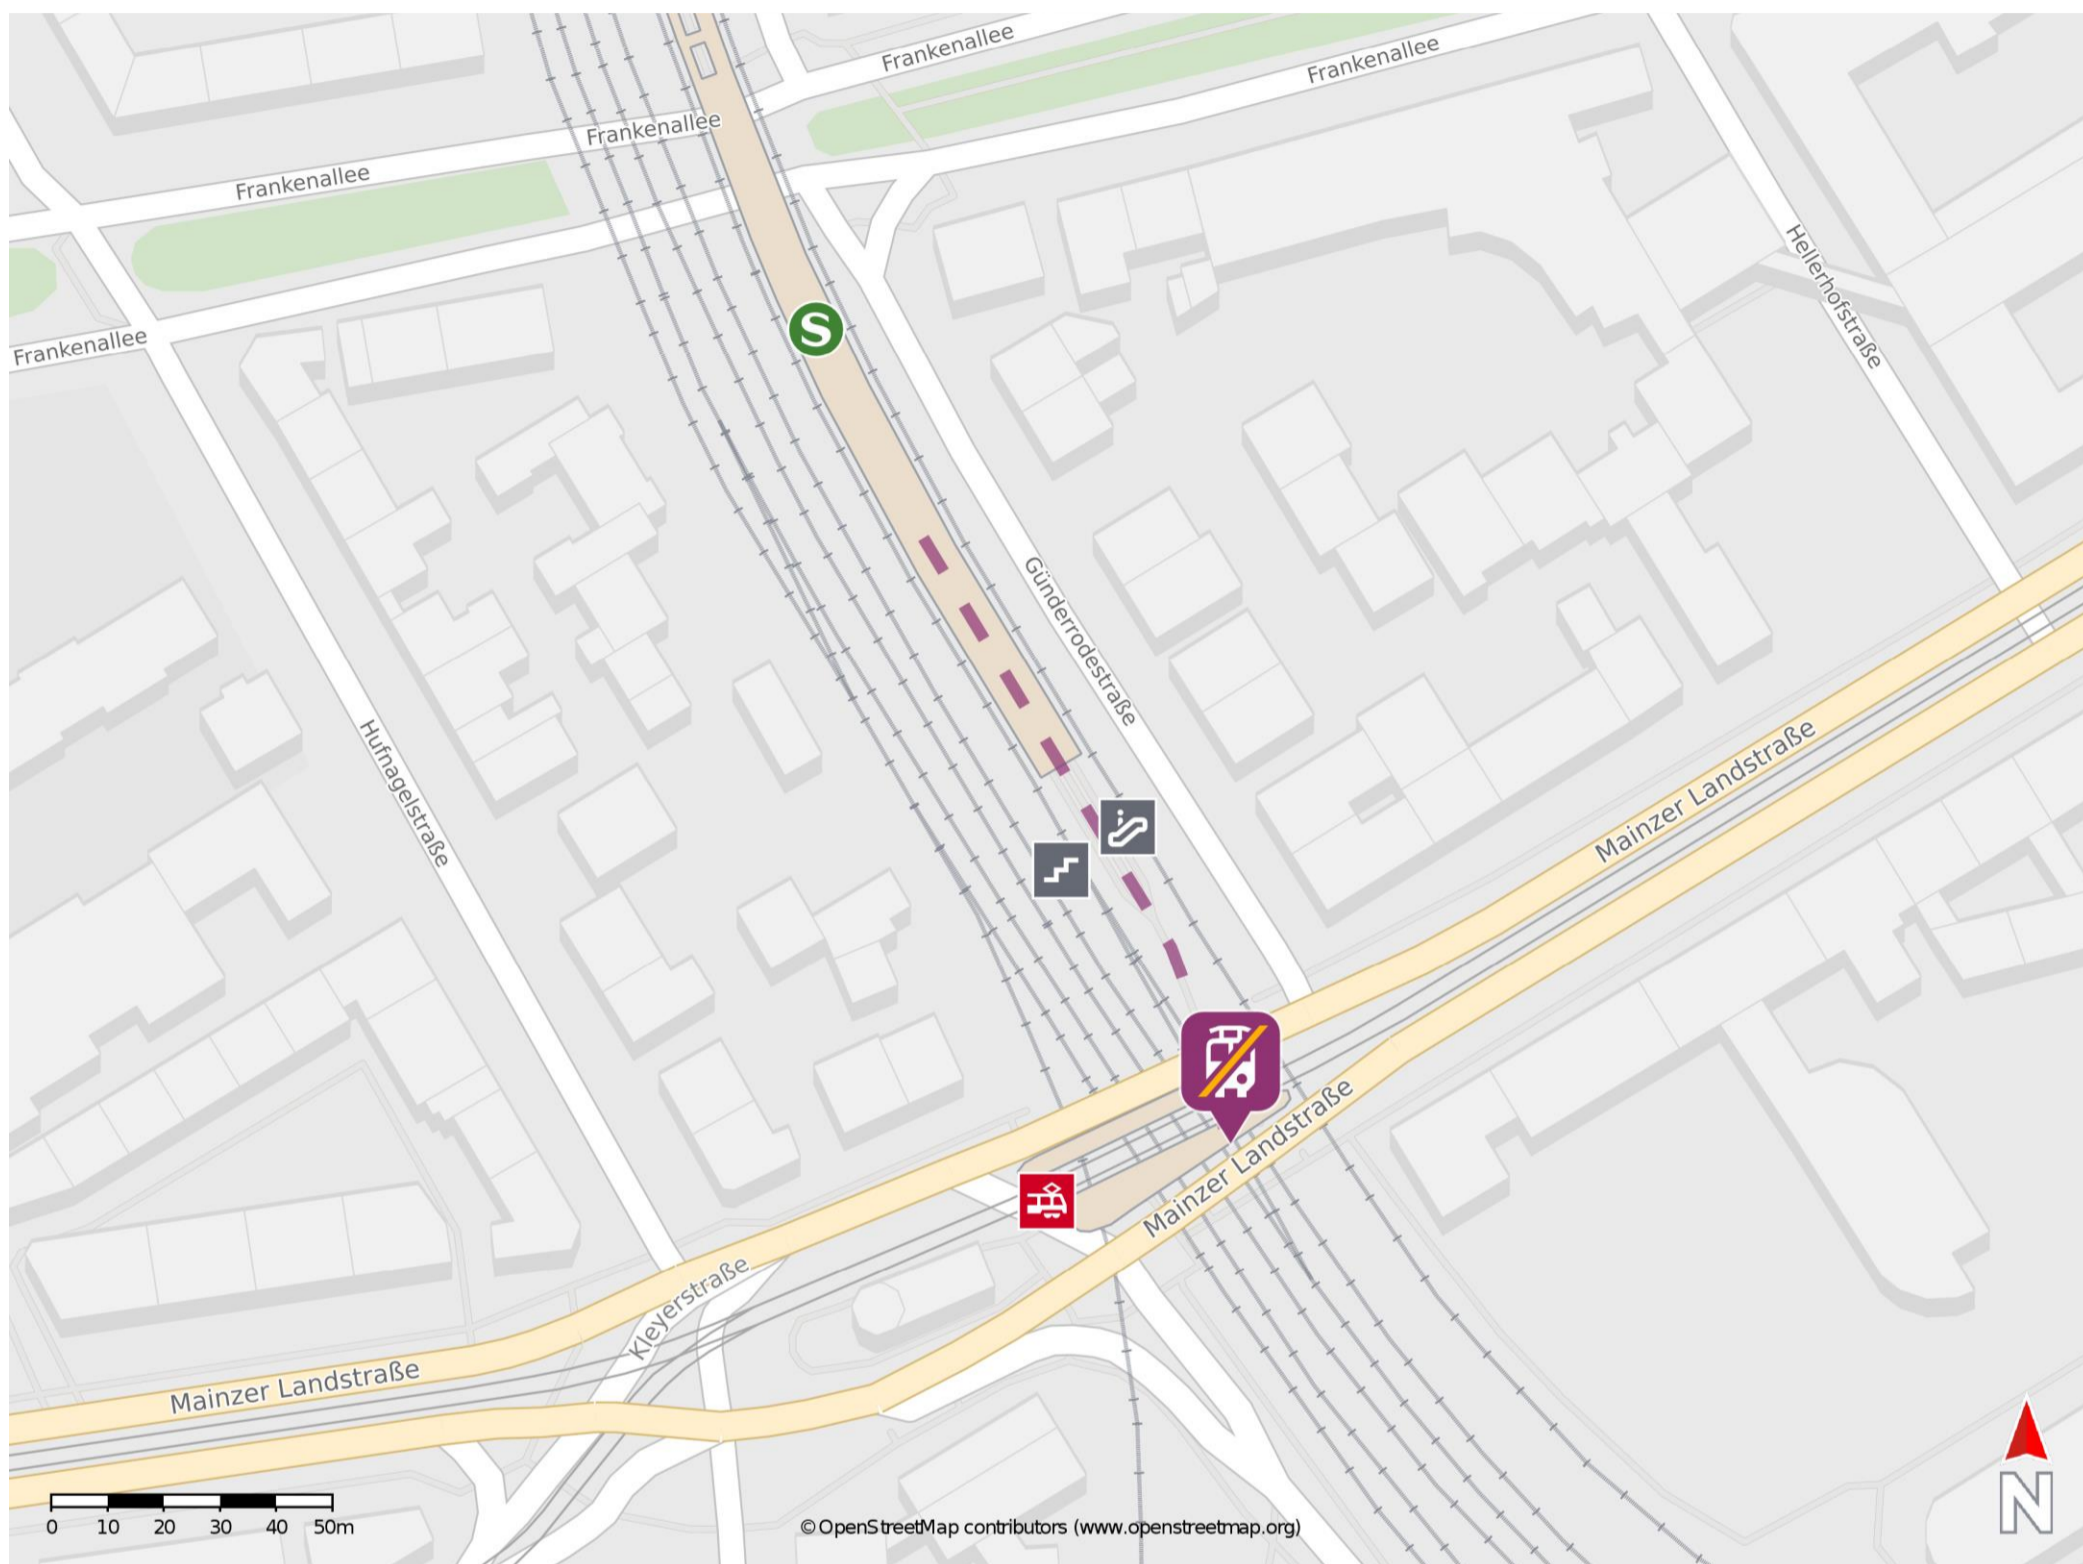 Frankenallee
Frankenallee
Frankenallee
Frankenallee
Frankenallee
S
Hellerhofstraße
Günderrodestraße
Hufnagelstraße
Mainzer Landstraße
Mainzer Landstraße
Kleyerstraße
Mainzer Landstraße
N
0 10 20 30 40 50m
© OpenStreetMap contributors (www.openstreetmap.org)